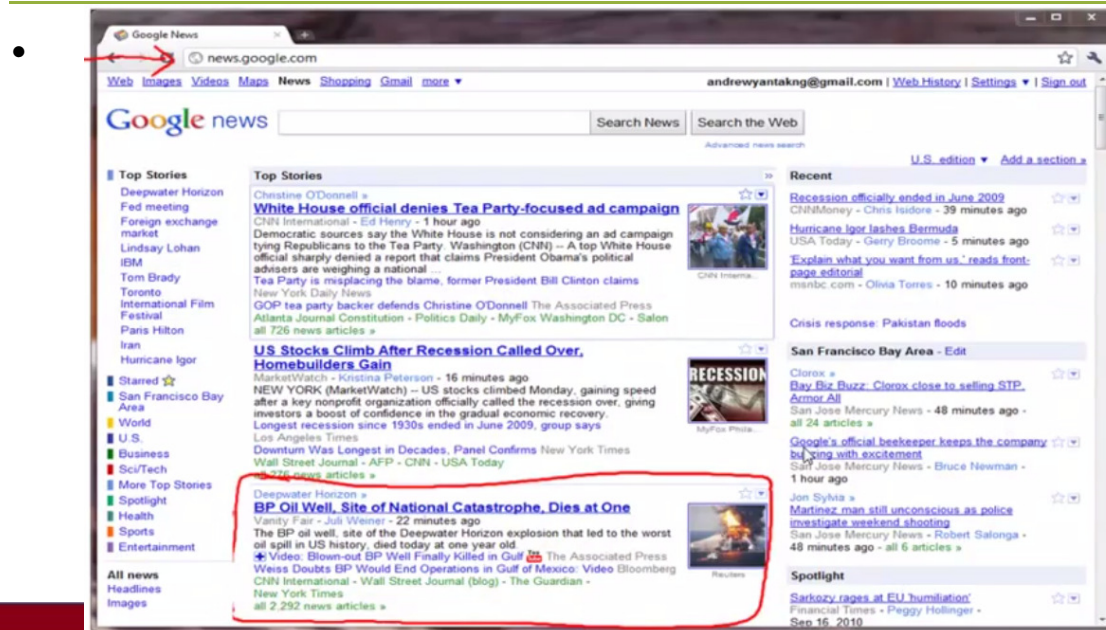 Google News
news.google.com
Web Images Videos Maps News Shopping Gmail more ▼
andrewyantakng@gmail.com | Web History | Settings ▼ | Sign out
Google news
Search News
Search the Web
Advanced news search
U.S. edition ▼ Add a section »
Top Stories
Deepwater Horizon
Fed meeting
Foreign exchange
market
Lindsay Lohan
IBM
Tom Brady
Toronto
International Film
Festival
Paris Hilton
Iran
Hurricane Igor
Starred
San Francisco Bay
Area
World
U.S.
Business
Sci/Tech
More Top Stories
Spotlight
Health
Sports
Entertainment
All news
Headlines
Images
Top Stories
Christine O'Donnell »
White House official denies Tea Party-focused ad campaign
CNN International - Ed Henry - 1 hour ago
Democratic sources say the White House is not considering an ad campaign
tying Republicans to the Tea Party. Washington (CNN) -- A top White House
official sharply denied a report that claims President Obama's political
advisers are weighing a national ...
Tea Party is misplacing the blame, former President Bill Clinton claims
New York Daily News
GOP tea party backer defends Christine O'Donnell The Associated Press
Atlanta Journal Constitution - Politics Daily - MyFox Washington DC - Salon
all 726 news articles »
CNN Interna...
US Stocks Climb After Recession Called Over,
Homebuilders Gain
MarketWatch - Kristina Peterson - 16 minutes ago
NEW YORK (MarketWatch) -- US stocks climbed Monday, gaining speed
after a key nonprofit organization officially called the recession over, giving
investors a boost of confidence in the gradual economic recovery.
Longest recession since 1930s ended in June 2009, group says
Los Angeles Times
Downturn Was Longest in Decades, Panel Confirms New York Times
Wall Street Journal - AFP - CNN - USA Today
all 276 news articles »
RECESSION
MyFox Phila...
Deepwater Horizon »
BP Oil Well, Site of National Catastrophe, Dies at One
Vanity Fair - Juli Weiner - 22 minutes ago
The BP oil well, site of the Deepwater Horizon explosion that led to the worst
oil spill in US history, died today at one year old.
Video: Blown-out BP Well Finally Killed in Gulf The Associated Press
Weiss Doubts BP Would End Operations in Gulf of Mexico: Video Bloomberg
CNN International - Wall Street Journal (blog) - The Guardian -
New York Times
all 2,292 news articles »
Reuters
Recent
Recession officially ended in June 2009
CNNMoney - Chris Isidore - 39 minutes ago
Hurricane Igor lashes Bermuda
USA Today - Gerry Broome - 5 minutes ago
'Explain what you want from us,' reads front-
page editorial
msnbc.com - Olivia Torres - 10 minutes ago
Crisis response: Pakistan floods
San Francisco Bay Area - Edit
Clorox »
Bay Biz Buzz: Clorox close to selling STP,
Armor All
San Jose Mercury News - 48 minutes ago -
all 24 articles »
Google's official beekeeper keeps the company
buzzing with excitement
San Jose Mercury News - Bruce Newman -
1 hour ago
Jon Sylvia »
Martinez man still unconscious as police
investigate weekend shooting
San Jose Mercury News - Robert Salonga -
48 minutes ago - all 6 articles »
Spotlight
Sarkozy rages at EU 'humiliation'
Financial Times - Peggy Hollinger -
Sep 16, 2010